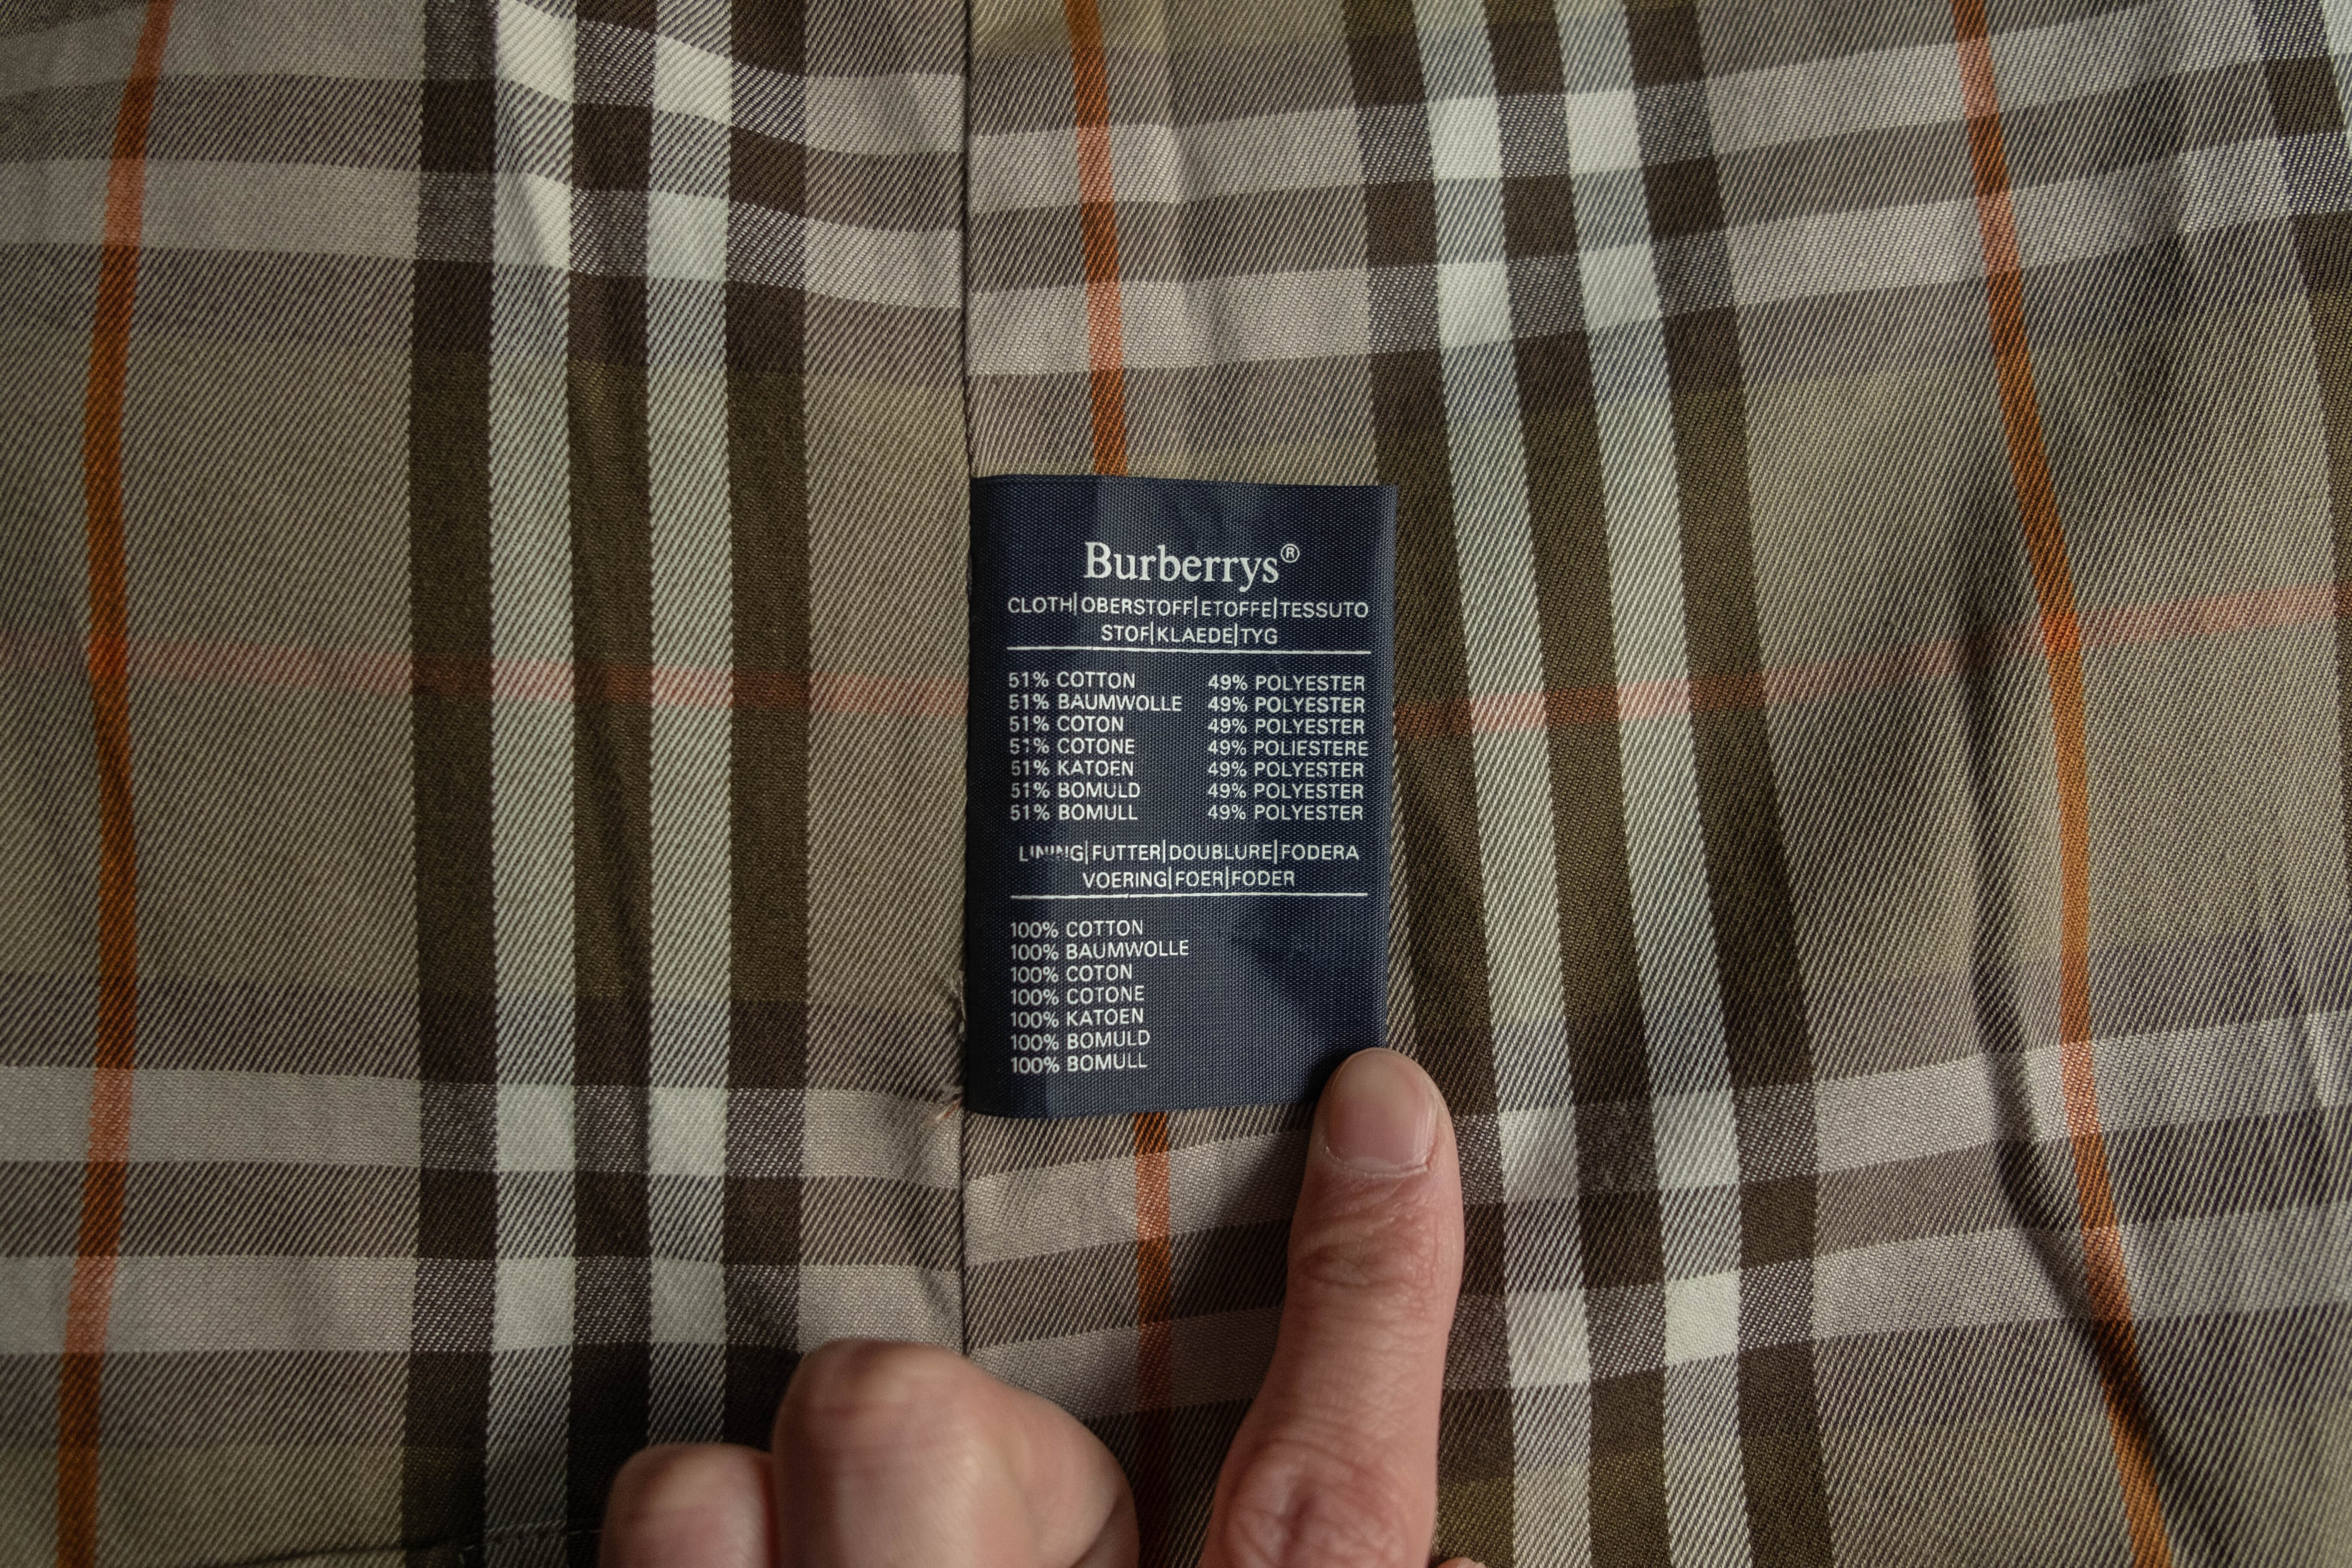 Burberrys®
CLOTH|OBERSTOFF|ETOFFE|TESSUTO
STOF|KLAEDE|TYG
51% COTTON 49% POLYESTER
51% BAUMWOLLE 49% POLYESTER
51% COTON 49% POLYESTER
51% COTONE 49% POLIESTERE
51% KATOEN 49% POLYESTER
51% BOMULD 49% POLYESTER
51% BOMULL 49% POLYESTER
LINING|FUTTER|DOUBLURE|FODERA
VOERING|FOER|FODER
100% COTTON
100% BAUMWOLLE
100% COTON
100% COTONE
100% KATOEN
100% BOMULD
100% BOMULL